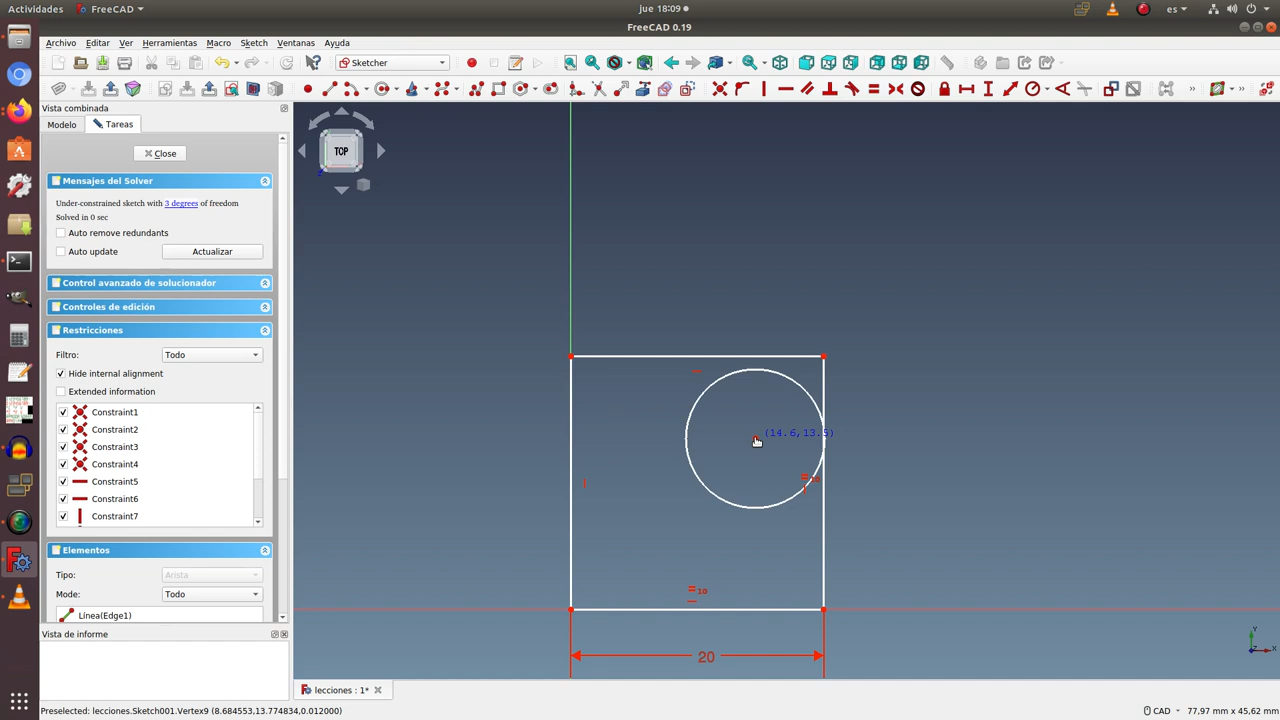 Actividades
FreeCAD
jue 18:09
es
FreeCAD 0.19
Archivo
Editar
Ver
Herramientas
Macro
Sketch
Ventanas
Ayuda
Sketcher
Vista combinada
Modelo
Tareas
Close
Mensajes del Solver
Under-constrained sketch with 3 degrees of freedom
Solved in 0 sec
Auto remove redundants
Auto update
Actualizar
Control avanzado de solucionador
Controles de edición
Restricciones
Filtro:
Todo
Hide internal alignment
Extended information
Constraint1
Constraint2
Constraint3
Constraint4
Constraint5
Constraint6
Constraint7
Elementos
Tipo:
Arista
Mode:
Todo
Línea(Edge1)
Vista de informe
TOP
Z
(14.6,13.5)
10
10
20
Y
Z
X
lecciones : 1*
Preselected: lecciones.Sketch001.Vertex9 (8.684553,13.774834,0.012000)
CAD
77,97 mm x 45,62 mm